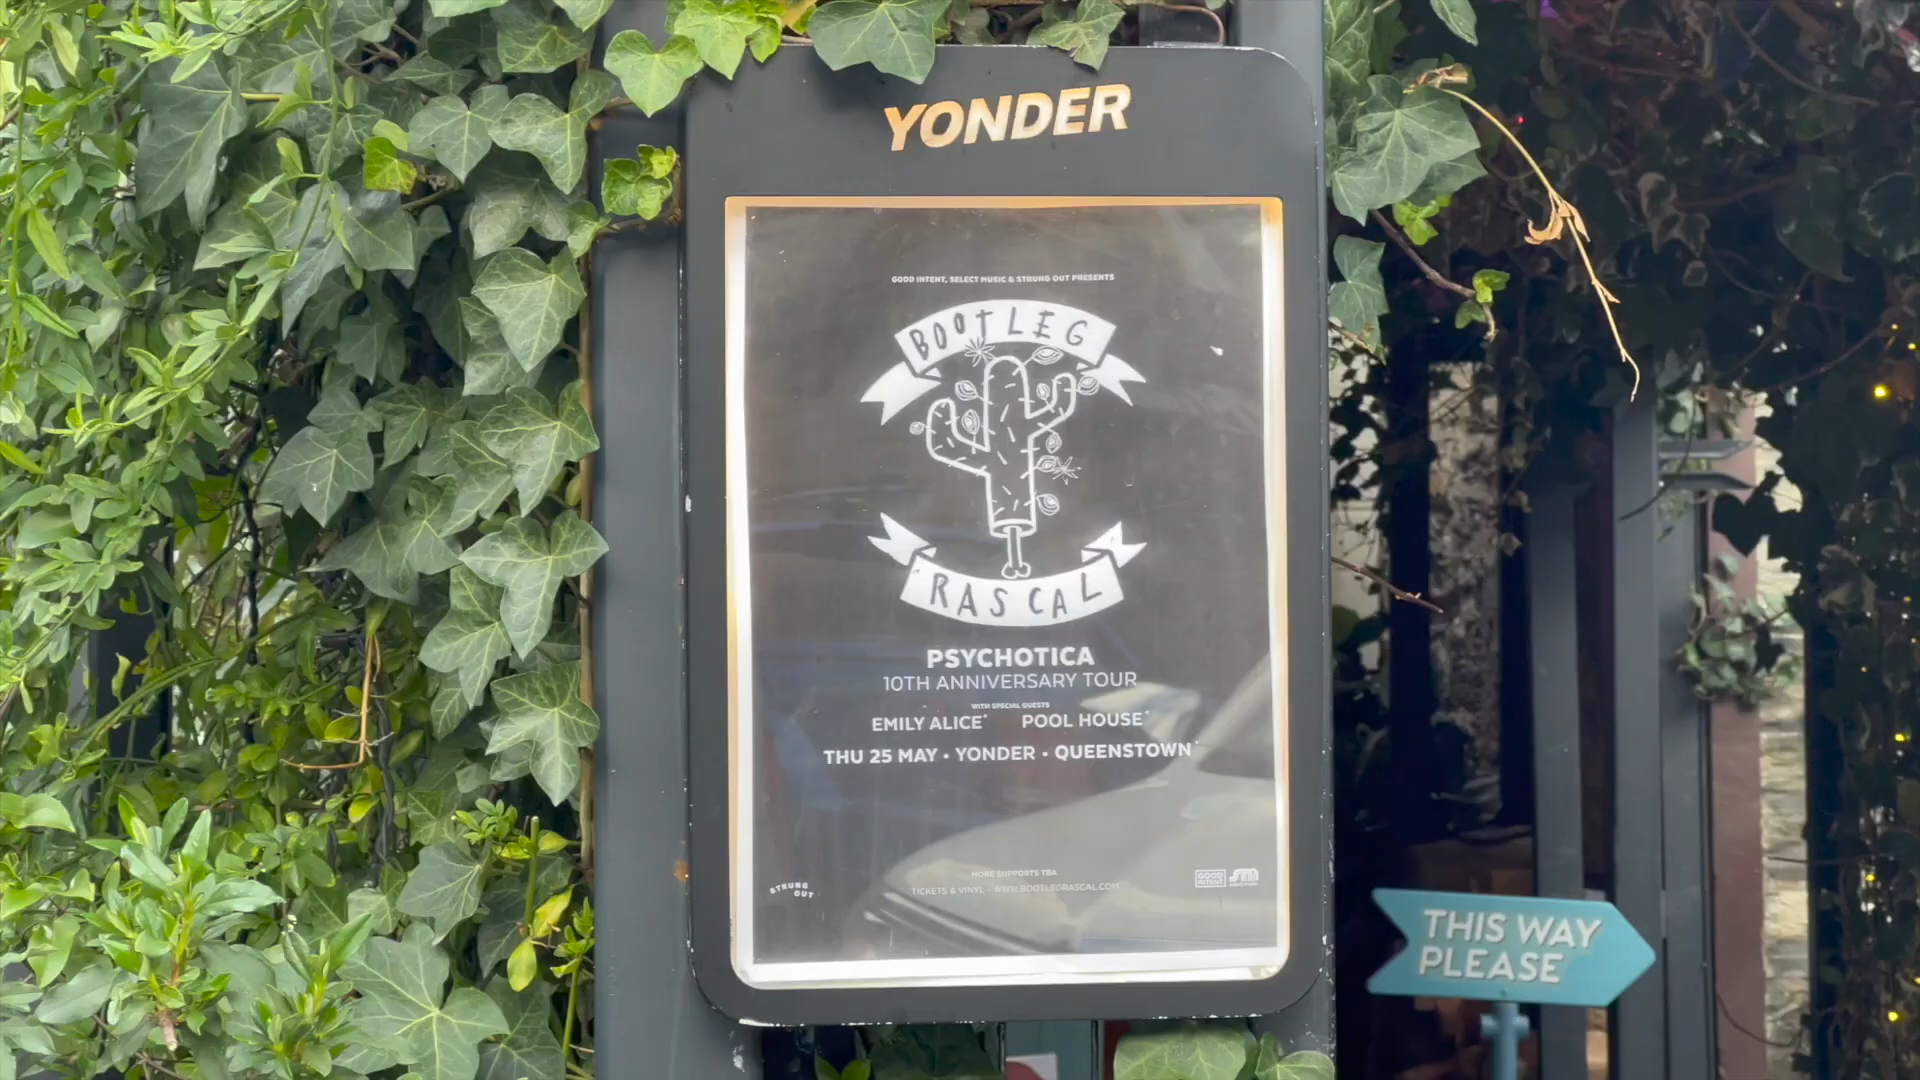 YONDER
GOOD INTENT, SELECT MUSIC & STRUNG OUT PRESENTS
BOOTLEG
RASCAL
PSYCHOTICA
10TH ANNIVERSARY TOUR
WITH SPECIAL GUESTS
EMILY ALICE* POOL HOUSE*
THU 25 MAY • YONDER • QUEENSTOWN*
MORE SUPPORTS TBA
TICKETS & VINYL - WWW.BOOTLEGRASCAL.COM
STRUNG
OUT
GOOD
INTENT
THIS WAY
PLEASE